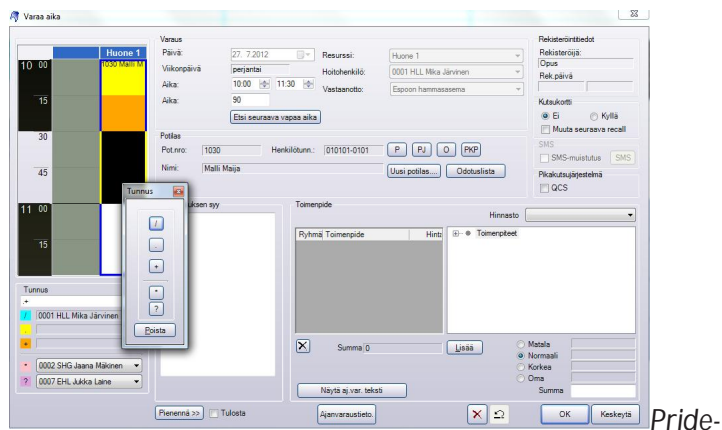 Varaa aika
Huone 1
10 00
1030 Malli M
15
30
45
11 00
15
Tunnus
.+
/ 0001 HLL Mika Järvinen
.
+
* 0002 SHG Jaana Mäkinen
? 0007 EHL Jukka Laine
Tunnus
/
.
+
*
?
Poista
Varaus
Päivä: 27. 7.2012
Viikonpäivä perjantai
Aika: 10:00 11:30
Aika: 90
Etsi seuraava vapaa aika
Resurssi: Huone 1
Hoitohenkilö: 0001 HLL Mika Järvinen
Vastaanotto: Espoon hammasasema
Potilas
Pot.nro: 1030 Henkilötunn.: 010101-0101 P PJ O PKP
Nimi: Malli Maija Uusi potilas.... Odotuslista
Rekisteröintitiedot
Rekisteröijä:
Opus
Rek.päivä
Kutsukortti
Ei Kyllä
Muuta seuraava recall
SMS
SMS-muistutus SMS
Pikakutsujärjestelmä
QCS
uksen syy
Toimenpide
Hinnasto
Ryhmä Toimenpide Hinta
Toimenpiteet
Summa 0
Lisää
Matala
Normaali
Korkea
Oma
Summa
Näytä aj.var. teksti
Pienennä >> Tulosta Ajanvaraustieto. OK Keskeytä
Pride-